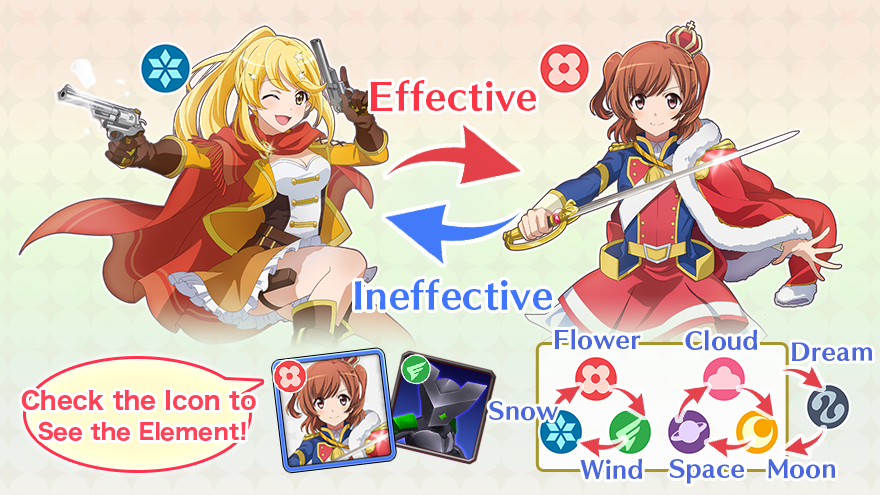 Effective
Ineffective
Check the Icon to
See the Element!
Flower
Cloud
Dream
Snow
Wind
Space
Moon